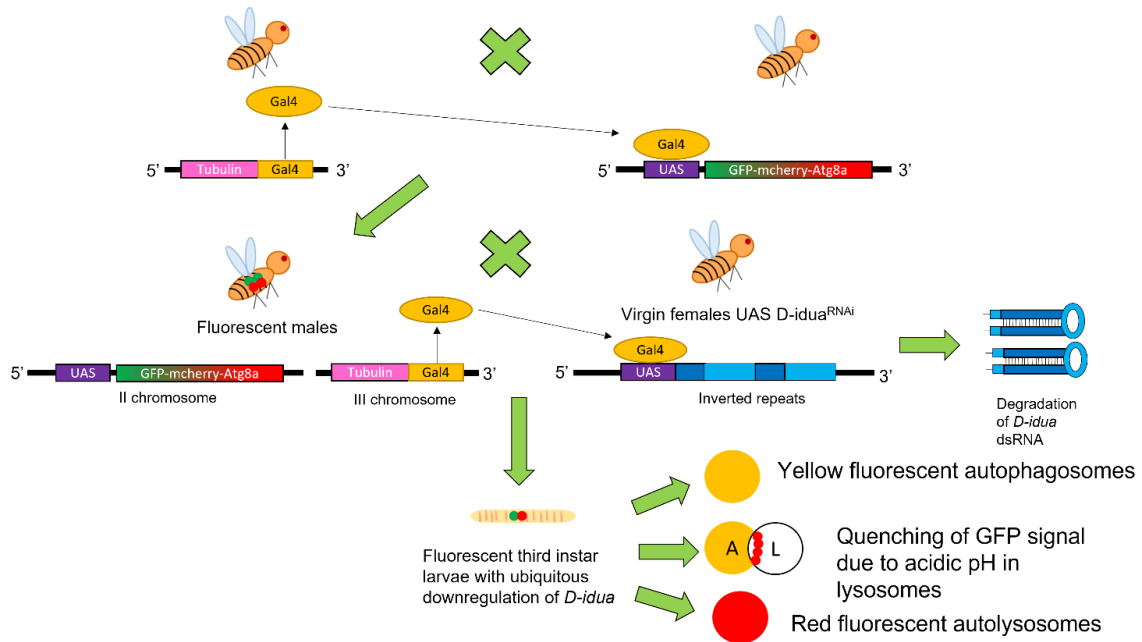 Gal4
Gal4
5’ Tubulin Gal4 3’
5’ UAS GFP-mcherry-Atg8a 3’
Fluorescent males
Gal4
Virgin females UAS D-iduaRNAi
Gal4
5’ UAS GFP-mcherry-Atg8a Tubulin Gal4 3’
II chromosome
III chromosome
5’ UAS 3’
Inverted repeats
Degradation
of D-idua
dsRNA
Fluorescent third instar
larvae with ubiquitous
downregulation of D-idua
Yellow fluorescent autophagosomes
A L
Quenching of GFP signal
due to acidic pH in
lysosomes
Red fluorescent autolysosomes